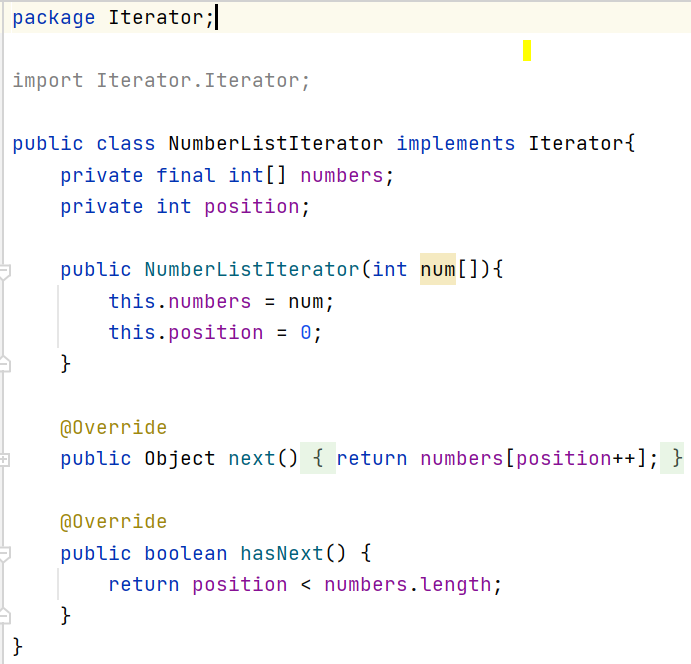 package Iterator;
import Iterator.Iterator;
public class NumberListIterator implements Iterator{
    private final int[] numbers;
    private int position;
    public NumberListIterator(int num[]){
        this.numbers = num;
        this.position = 0;
    }
    @Override
    public Object next() { return numbers[position++]; }
    @Override
    public boolean hasNext() {
        return position < numbers.length;
    }
}